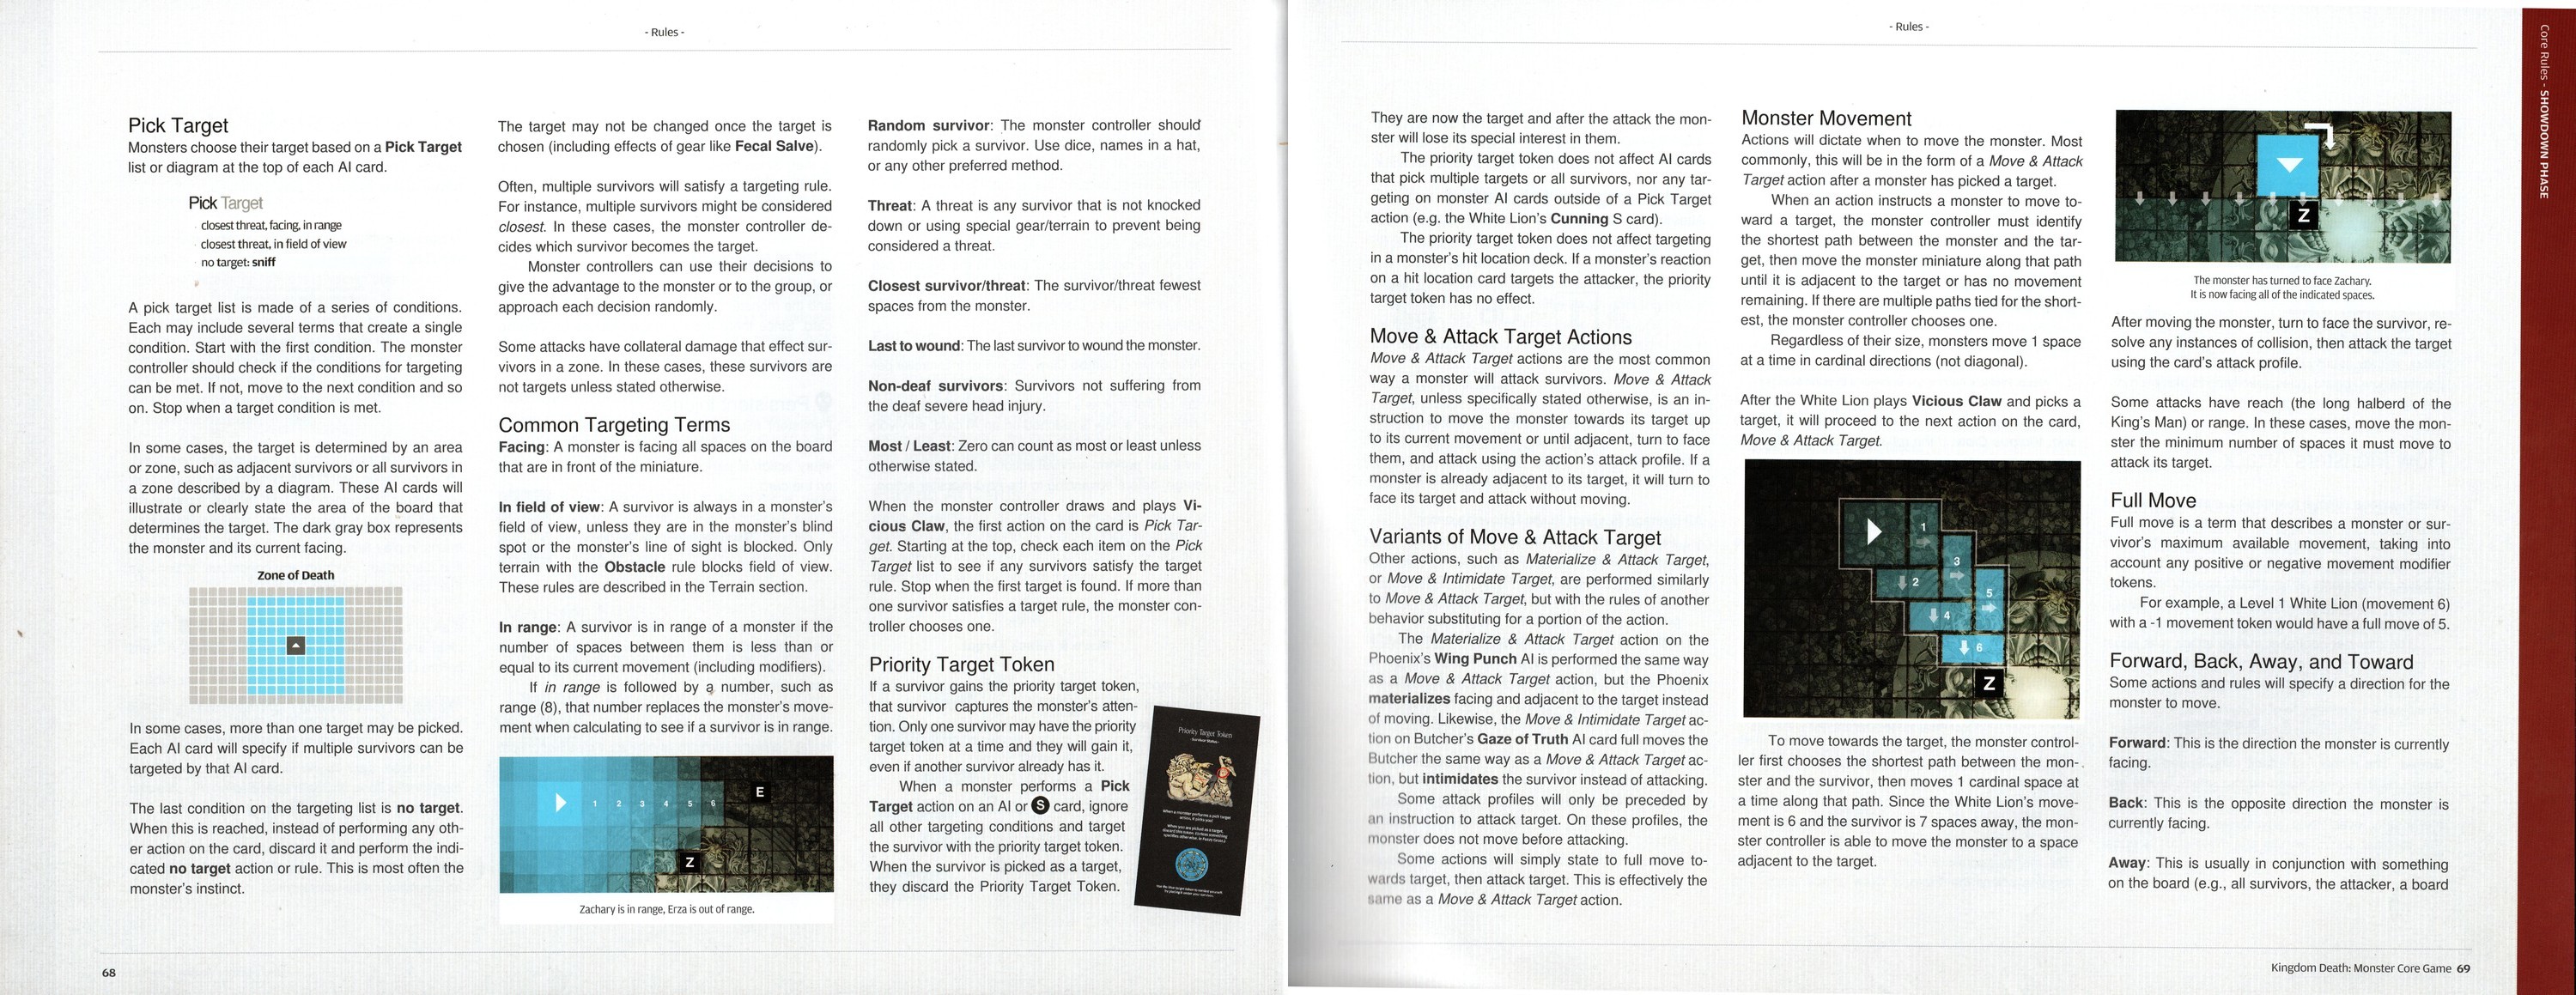 - Rules -
Pick Target
Monsters choose their target based on a Pick Target
list or diagram at the top of each AI card.
Pick Target
closest threat, facing, in range
closest threat, in field of view
no target: sniff
A pick target list is made of a series of conditions.
Each may include several terms that create a single
condition. Start with the first condition. The monster
controller should check if the conditions for targeting
can be met. If not, move to the next condition and so
on. Stop when a target condition is met.
In some cases, the target is determined by an area
or zone, such as adjacent survivors or all survivors in
a zone described by a diagram. These AI cards will
illustrate or clearly state the area of the board that
determines the target. The dark gray box represents
the monster and its current facing.
Zone of Death
In some cases, more than one target may be picked.
Each AI card will specify if multiple survivors can be
targeted by that AI card.
The last condition on the targeting list is no target.
When this is reached, instead of performing any oth-
er action on the card, discard it and perform the indi-
cated no target action or rule. This is most often the
monster's instinct.
The target may not be changed once the target is
chosen (including effects of gear like Fecal Salve).
Often, multiple survivors will satisfy a targeting rule.
For instance, multiple survivors might be considered
closest. In these cases, the monster controller de-
cides which survivor becomes the target.
Monster controllers can use their decisions to
give the advantage to the monster or to the group, or
approach each decision randomly.
Some attacks have collateral damage that effect sur-
vivors in a zone. In these cases, these survivors are
not targets unless stated otherwise.
Common Targeting Terms
Facing: A monster is facing all spaces on the board
that are in front of the miniature.
In field of view: A survivor is always in a monster's
field of view, unless they are in the monster's blind
spot or the monster's line of sight is blocked. Only
terrain with the Obstacle rule blocks field of view.
These rules are described in the Terrain section.
In range: A survivor is in range of a monster if the
number of spaces between them is less than or
equal to its current movement (including modifiers).
If in range is followed by a number, such as
range (8), that number replaces the monster's move-
ment when calculating to see if a survivor is in range.
1 2 3 4 5 6
E
Z
Zachary is in range, Erza is out of range.
Random survivor: The monster controller should
randomly pick a survivor. Use dice, names in a hat,
or any other preferred method.
Threat: A threat is any survivor that is not knocked
down or using special gear/terrain to prevent being
considered a threat.
Closest survivor/threat: The survivor/threat fewest
spaces from the monster.
Last to wound: The last survivor to wound the monster.
Non-deaf survivors: Survivors not suffering from
the deaf severe head injury.
Most / Least: Zero can count as most or least unless
otherwise stated.
When the monster controller draws and plays Vi-
cious Claw, the first action on the card is Pick Tar-
get. Starting at the top, check each item on the Pick
Target list to see if any survivors satisfy the target
rule. Stop when the first target is found. If more than
one survivor satisfies a target rule, the monster con-
troller chooses one.
Priority Target Token
If a survivor gains the priority target token,
that survivor captures the monster's atten-
tion. Only one survivor may have the priority
target token at a time and they will gain it,
even if another survivor already has it.
When a monster performs a Pick
Target action on an AI or S card, ignore
all other targeting conditions and target
the survivor with the priority target token.
When the survivor is picked as a target,
they discard the Priority Target Token.
Priority Target Token
68
- Rules -
They are now the target and after the attack the mon-
ster will lose its special interest in them.
The priority target token does not affect AI cards
that pick multiple targets or all survivors, nor any tar-
geting on monster AI cards outside of a Pick Target
action (e.g. the White Lion's Cunning S card).
The priority target token does not affect targeting
in a monster's hit location deck. If a monster's reaction
on a hit location card targets the attacker, the priority
target token has no effect.
Move & Attack Target Actions
Move & Attack Target actions are the most common
way a monster will attack survivors. Move & Attack
Target, unless specifically stated otherwise, is an in-
struction to move the monster towards its target up
to its current movement or until adjacent, turn to face
them, and attack using the action's attack profile. If a
monster is already adjacent to its target, it will turn to
face its target and attack without moving.
Variants of Move & Attack Target
Other actions, such as Materialize & Attack Target,
or Move & Intimidate Target, are performed similarly
to Move & Attack Target, but with the rules of another
behavior substituting for a portion of the action.
The Materialize & Attack Target action on the
Phoenix's Wing Punch AI is performed the same way
as a Move & Attack Target action, but the Phoenix
materializes facing and adjacent to the target instead
of moving. Likewise, the Move & Intimidate Target ac-
tion on Butcher's Gaze of Truth AI card full moves the
Butcher the same way as a Move & Attack Target ac-
tion, but intimidates the survivor instead of attacking.
Some attack profiles will only be preceded by
an instruction to attack target. On these profiles, the
monster does not move before attacking.
Some actions will simply state to full move to-
wards target, then attack target. This is effectively the
same as a Move & Attack Target action.
Monster Movement
Actions will dictate when to move the monster. Most
commonly, this will be in the form of a Move & Attack
Target action after a monster has picked a target.
When an action instructs a monster to move to-
ward a target, the monster controller must identify
the shortest path between the monster and the tar-
get, then move the monster miniature along that path
until it is adjacent to the target or has no movement
remaining. If there are multiple paths tied for the short-
est, the monster controller chooses one.
Regardless of their size, monsters move 1 space
at a time in cardinal directions (not diagonal).
After the White Lion plays Vicious Claw and picks a
target, it will proceed to the next action on the card,
Move & Attack Target.
1
3
2
5
4
6
Z
To move towards the target, the monster control-
ler first chooses the shortest path between the mon-
ster and the survivor, then moves 1 cardinal space at
a time along that path. Since the White Lion's move-
ment is 6 and the survivor is 7 spaces away, the mon-
ster controller is able to move the monster to a space
adjacent to the target.
Z
The monster has turned to face Zachary.
It is now facing all of the indicated spaces.
After moving the monster, turn to face the survivor, re-
solve any instances of collision, then attack the target
using the card's attack profile.
Some attacks have reach (the long halberd of the
King's Man) or range. In these cases, move the mon-
ster the minimum number of spaces it must move to
attack its target.
Full Move
Full move is a term that describes a monster or sur-
vivor's maximum available movement, taking into
account any positive or negative movement modifier
tokens.
For example, a Level 1 White Lion (movement 6)
with a -1 movement token would have a full move of 5.
Forward, Back, Away, and Toward
Some actions and rules will specify a direction for the
monster to move.
Forward: This is the direction the monster is currently
facing.
Back: This is the opposite direction the monster is
currently facing.
Away: This is usually in conjunction with something
on the board (e.g., all survivors, the attacker, a board
Core Rules - SHOWDOWN PHASE
Kingdom Death: Monster Core Game 69